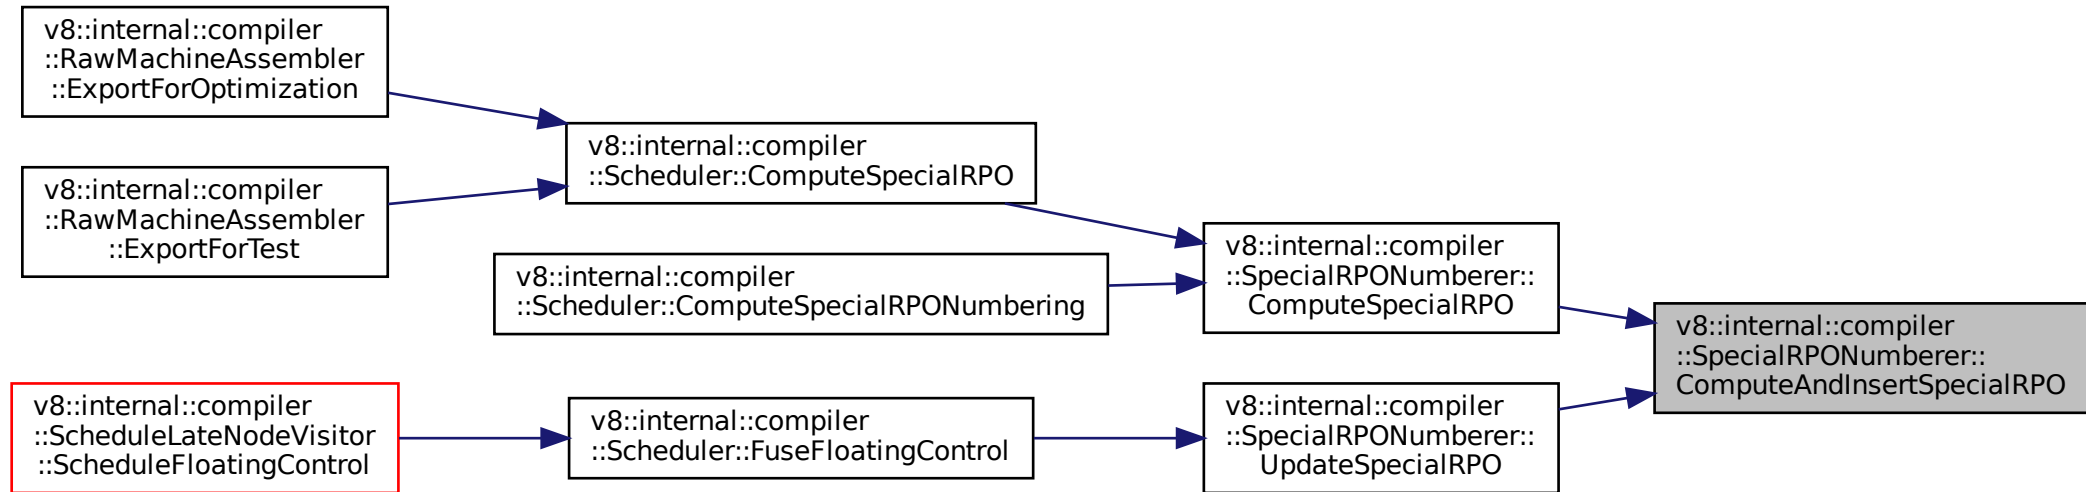 v8::internal::compiler
::RawMachineAssembler
::ExportForOptimization
v8::internal::compiler
::RawMachineAssembler
::ExportForTest
v8::internal::compiler
::Scheduler::ComputeSpecialRPO
v8::internal::compiler
::Scheduler::ComputeSpecialRPONumbering
v8::internal::compiler
::SpecialRPONumberer::
ComputeSpecialRPO
v8::internal::compiler
::SpecialRPONumberer::
ComputeAndInsertSpecialRPO
v8::internal::compiler
::ScheduleLateNodeVisitor
::ScheduleFloatingControl
v8::internal::compiler
::Scheduler::FuseFloatingControl
v8::internal::compiler
::SpecialRPONumberer::
UpdateSpecialRPO